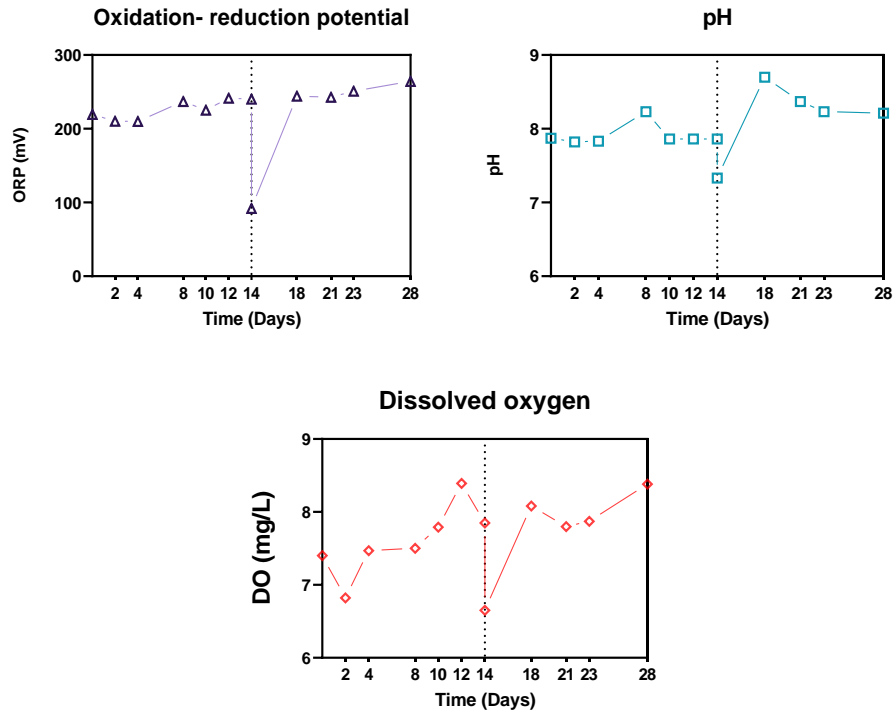 Oxidation- reduction potential
300
200
100
0
ORP (mV)
2 4 8 10 12 14 18 21 23 28
Time (Days)
pH
9
8
7
6
pH
2 4 8 10 12 14 18 21 23 28
Time (Days)
Dissolved oxygen
9
8
7
6
DO (mg/L)
2 4 8 10 12 14 18 21 23 28
Time (Days)